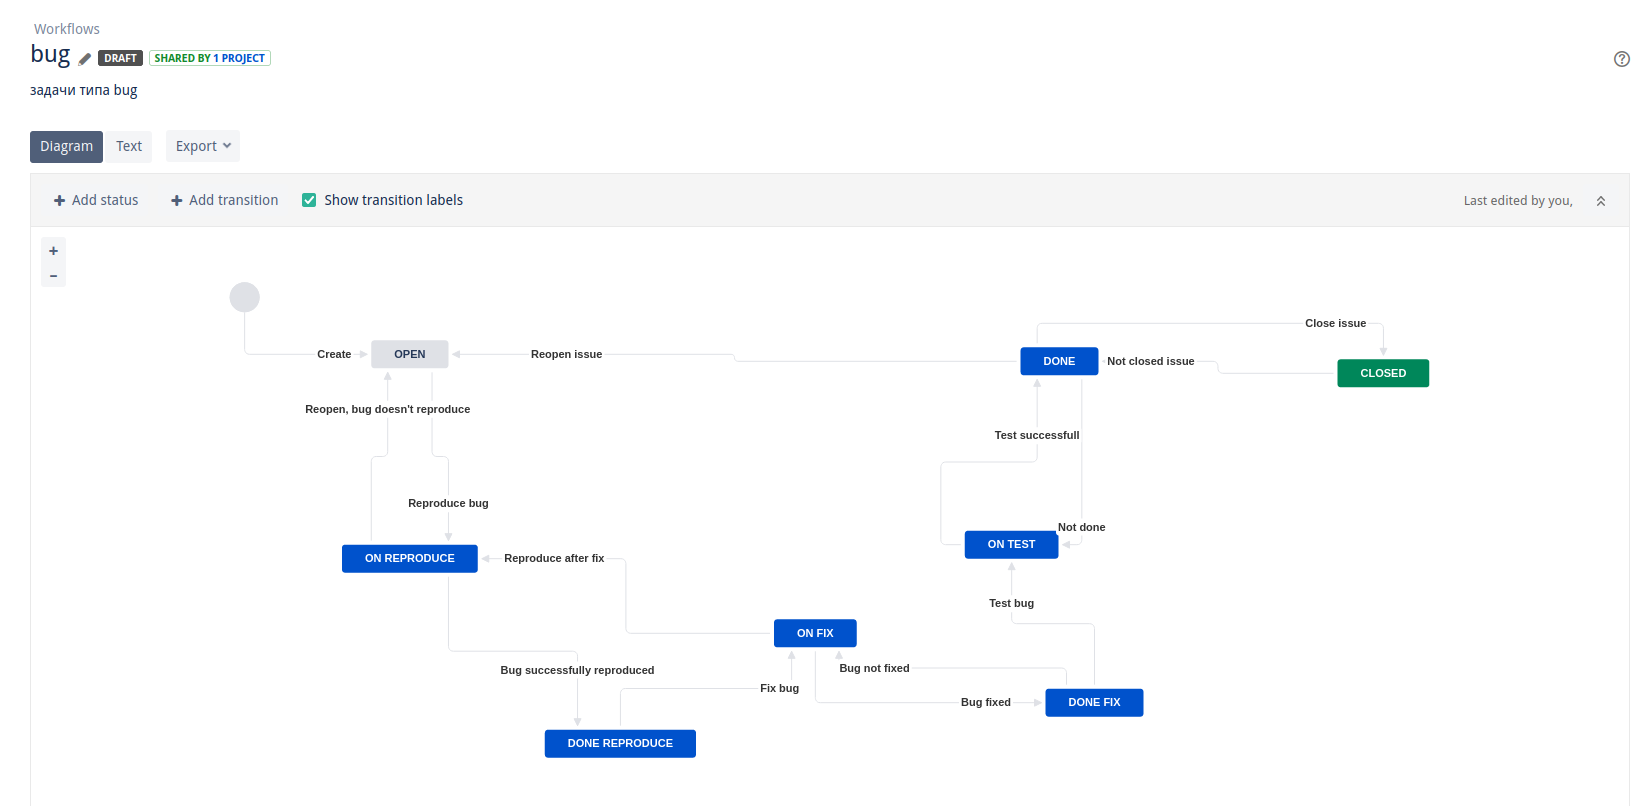 Workflows
bug DRAFT SHARED BY 1 PROJECT
задачи типа bug
Diagram Text Export
Add status Add transition Show transition labels Last edited by you,
+
−
Close issue
Create OPEN Reopen issue DONE Not closed issue CLOSED
Reopen, bug doesn't reproduce
Test successfull
Reproduce bug
Not done
ON TEST
ON REPRODUCE Reproduce after fix
Test bug
ON FIX
Bug successfully reproduced Bug not fixed
Fix bug
Bug fixed DONE FIX
DONE REPRODUCE